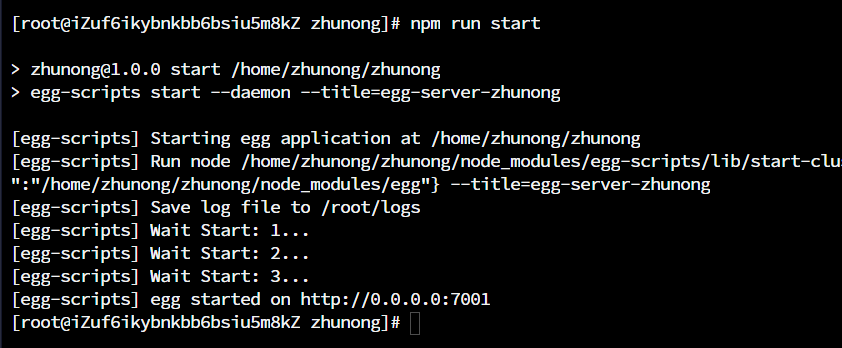 [root@iZuf6ikybnkbb6bsiu5m8kZ zhunong]# npm run start
> zhunong@1.0.0 start /home/zhunong/zhunong
> egg-scripts start --daemon --title=egg-server-zhunong
[egg-scripts] Starting egg application at /home/zhunong/zhunong
[egg-scripts] Run node /home/zhunong/zhunong/node_modules/egg-scripts/lib/start-clu
":"/home/zhunong/zhunong/node_modules/egg"} --title=egg-server-zhunong
[egg-scripts] Save log file to /root/logs
[egg-scripts] Wait Start: 1...
[egg-scripts] Wait Start: 2...
[egg-scripts] Wait Start: 3...
[egg-scripts] egg started on http://0.0.0.0:7001
[root@iZuf6ikybnkbb6bsiu5m8kZ zhunong]#